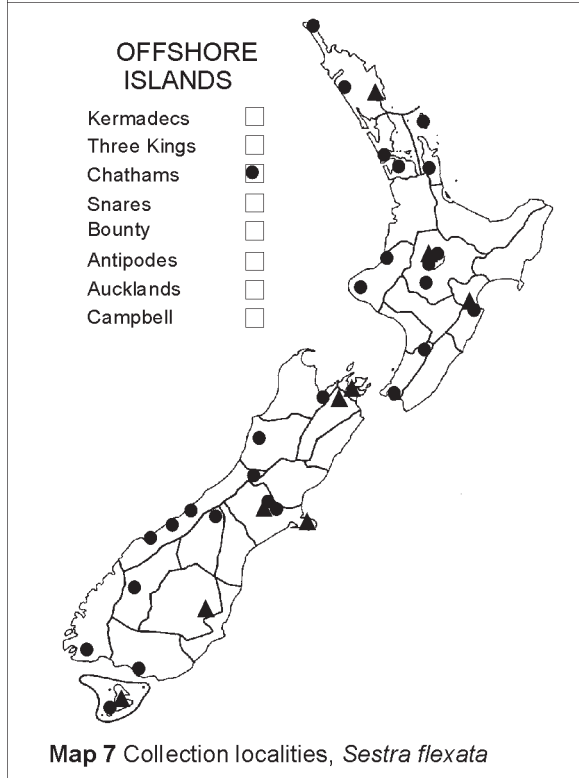 OFFSHORE
ISLANDS
Kermadecs
Three Kings
Chathams
Snares
Bounty
Antipodes
Aucklands
Campbell
Map 7 Collection localities, Sestra flexata